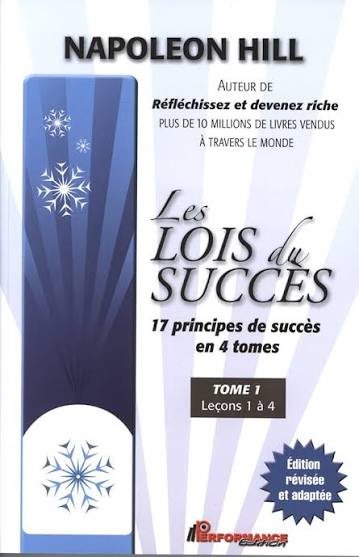 NAPOLEON HILL
AUTEUR DE
Réfléchissez et devenez riche
PLUS DE 10 MILLIONS DE LIVRES VENDUS
À TRAVERS LE MONDE
Les
LOIS du
SUCCÈS
17 principes de succès
en 4 tomes
TOME 1
Leçons 1 à 4
Édition
révisée
et adaptée
PERFORMANCE
édition